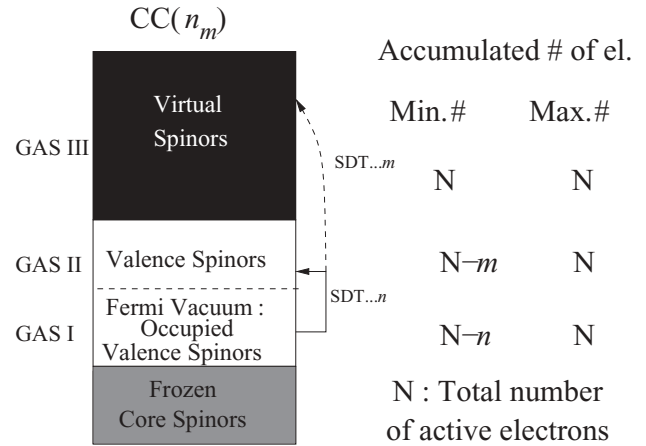 CC(nₘ)
Accumulated # of el.
Min.# Max.#
GAS III
Virtual
Spinors
SDT...m
N N
GAS II
Valence Spinors
N−m N
SDT...n
GAS I
Fermi Vacuum :
Occupied
Valence Spinors
N−n N
Frozen
Core Spinors
N : Total number
of active electrons